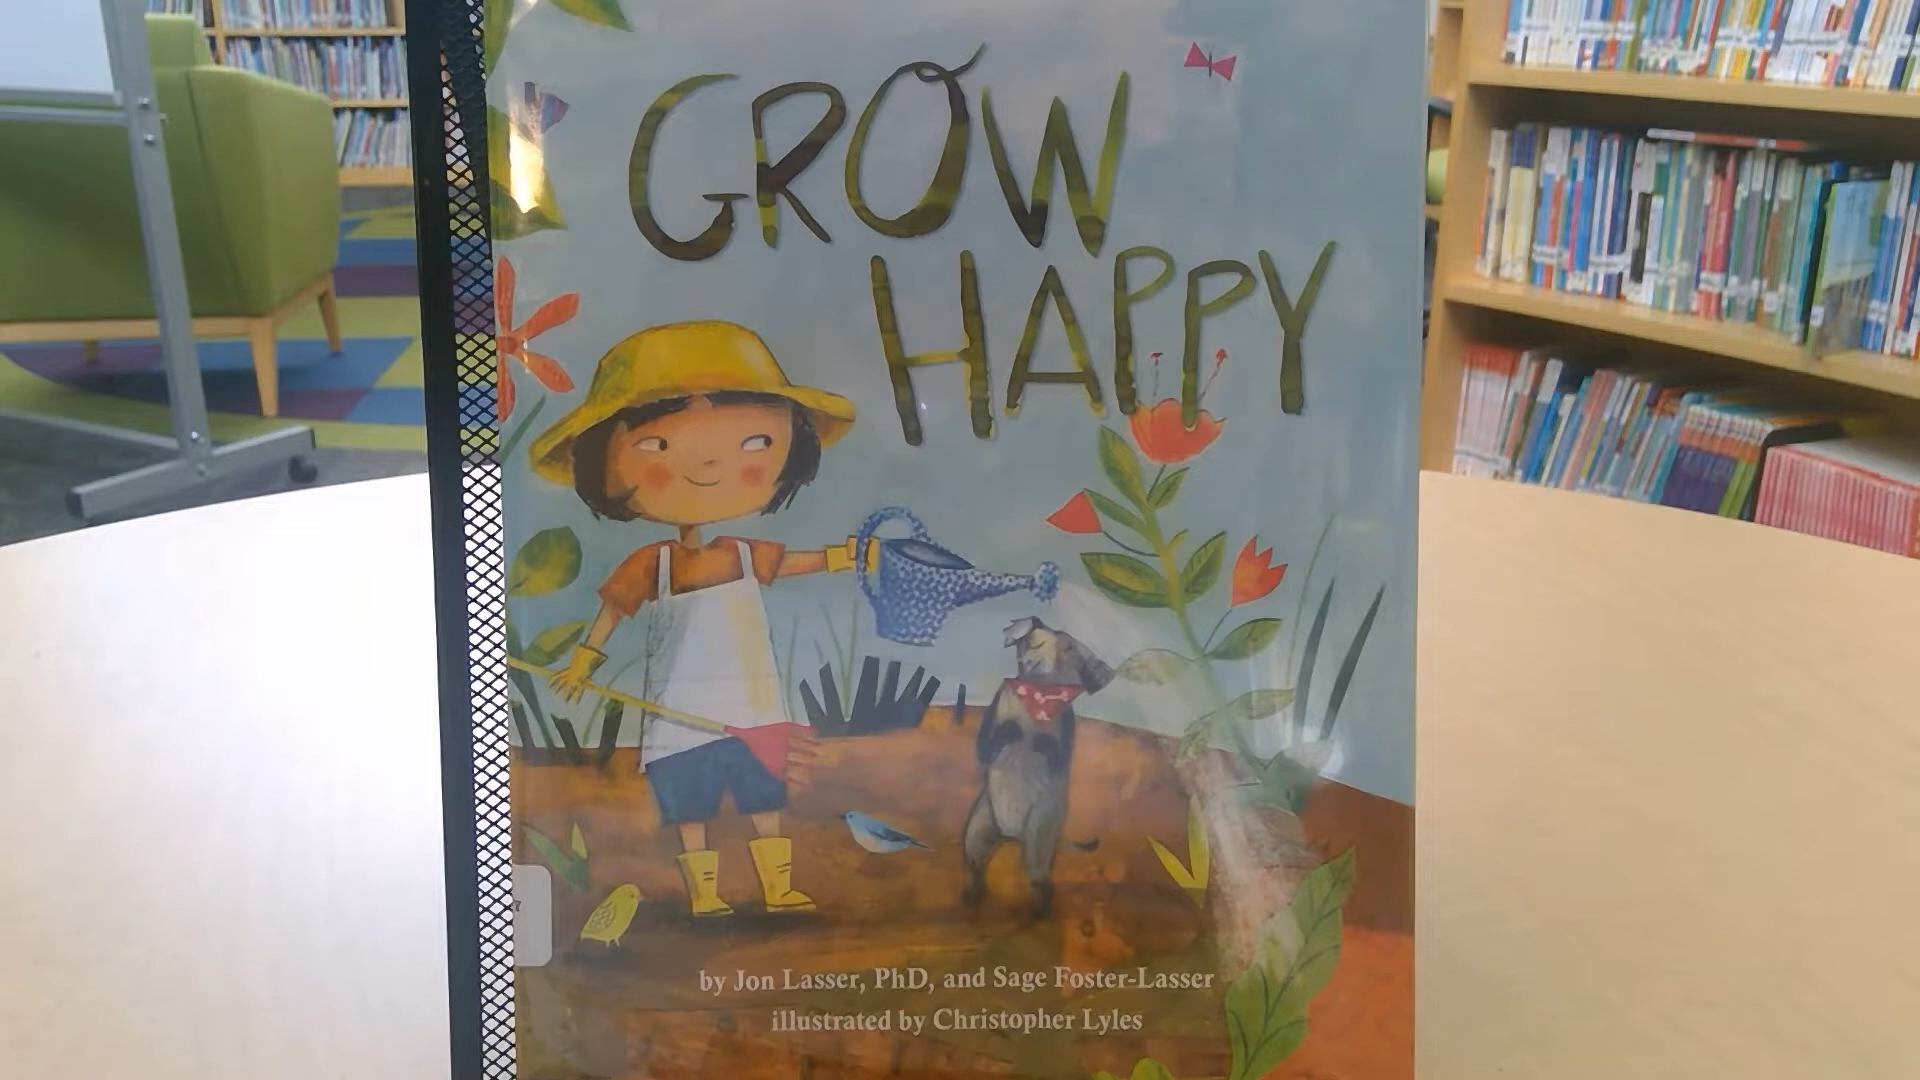 GROW
HAPPY
by Jon Lasser, PhD, and Sage Foster-Lasser
illustrated by Christopher Lyles